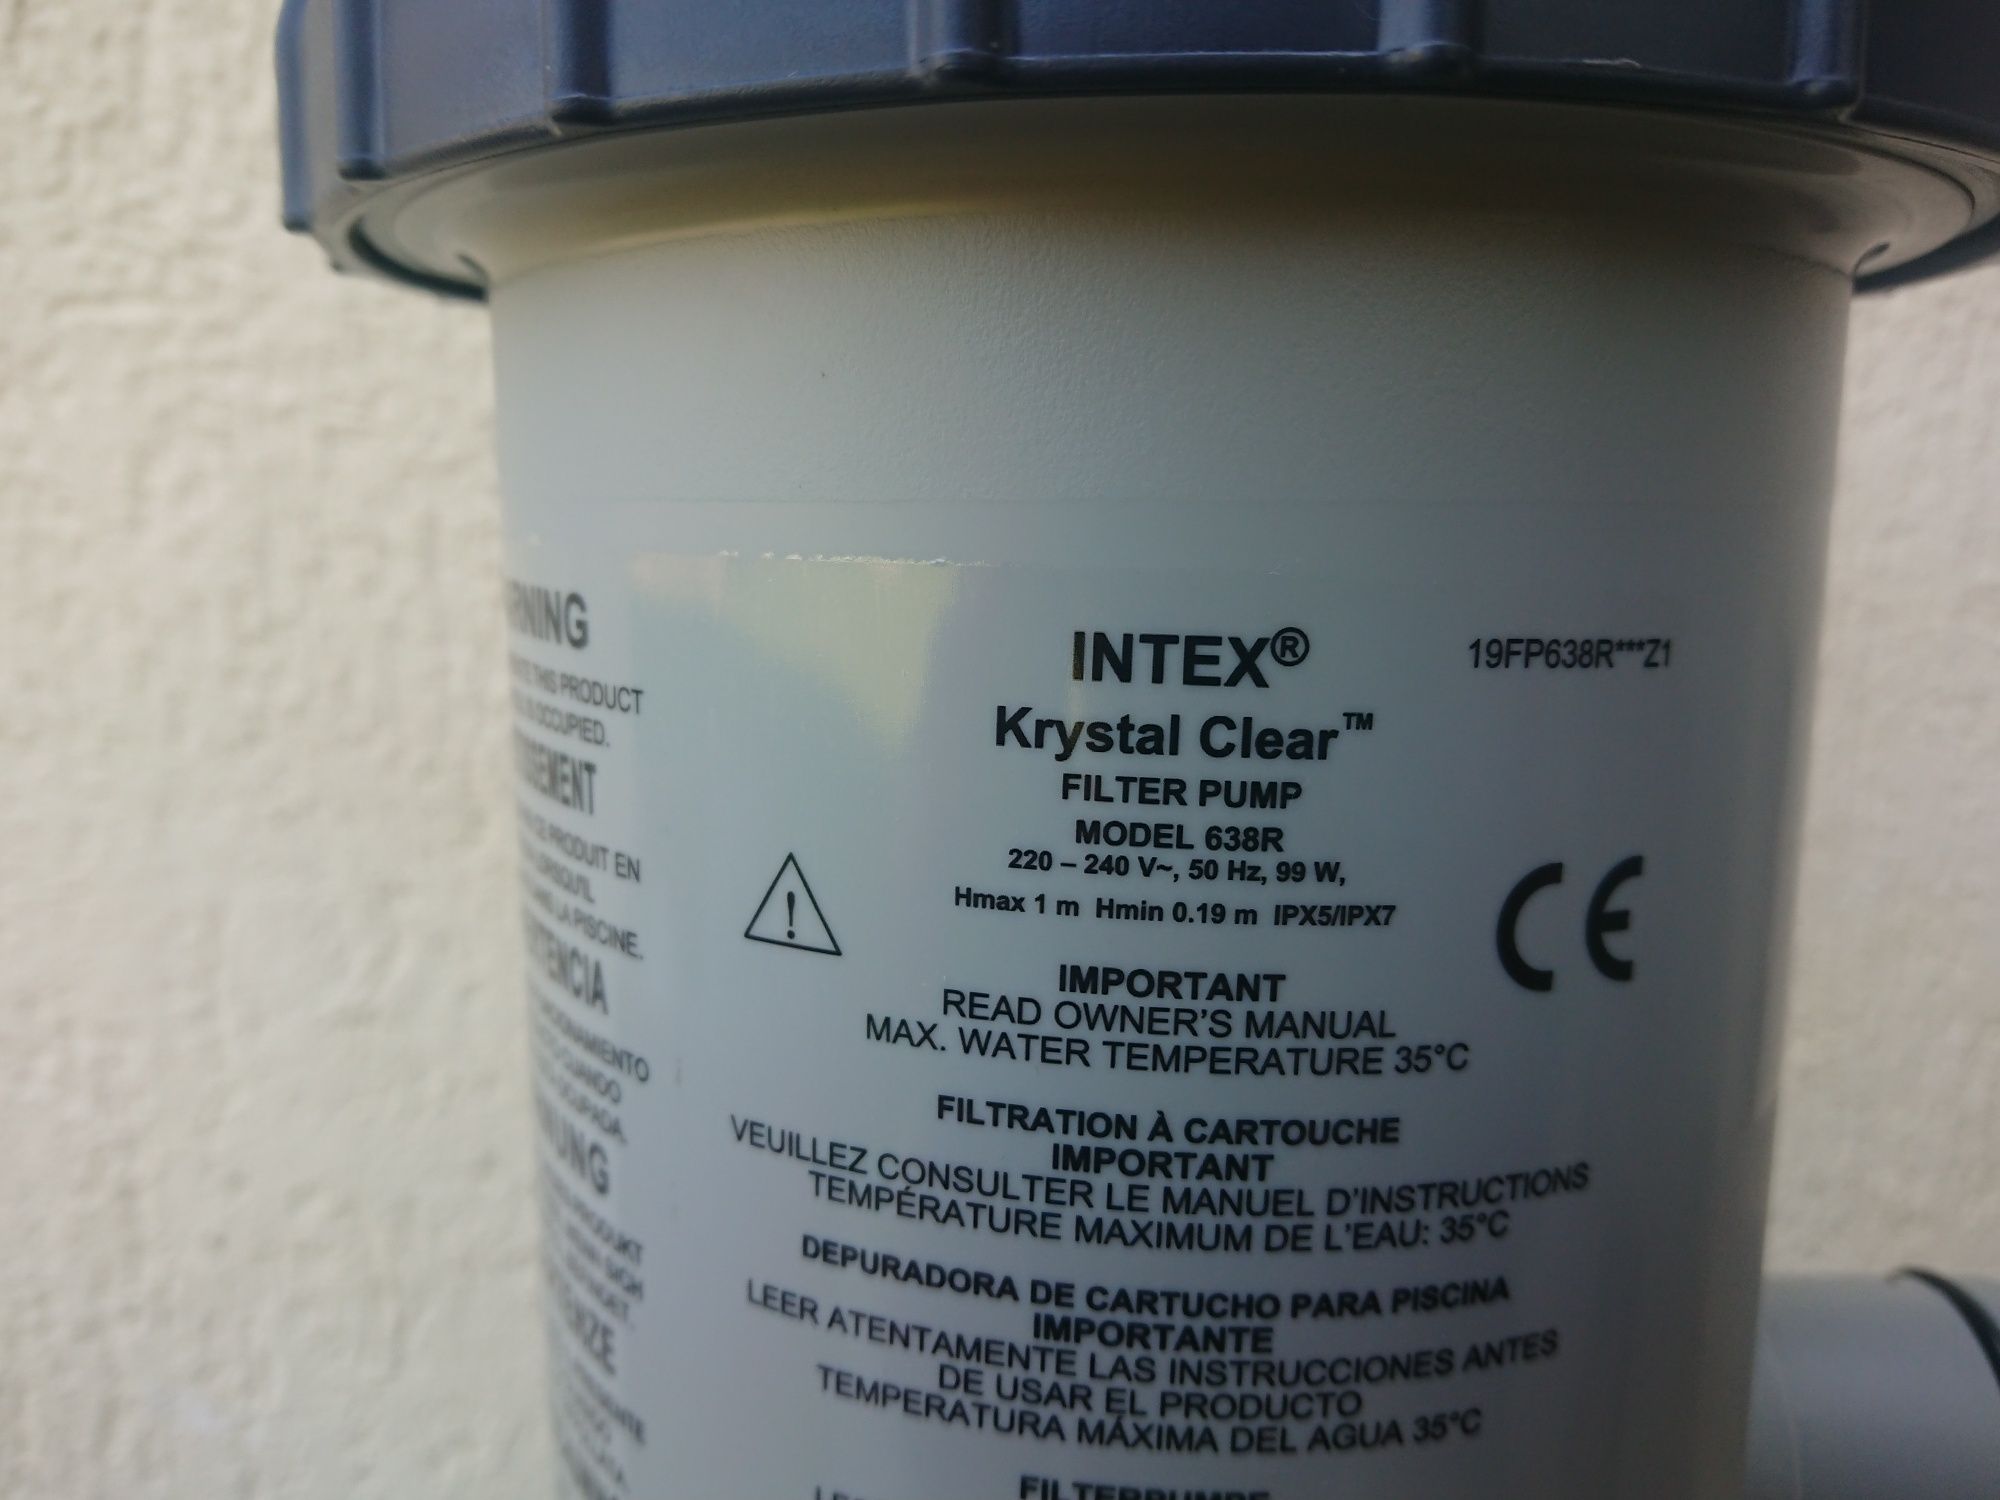 INTEX®
19FP638R***Z1
Krystal Clear™
FILTER PUMP
MODEL 638R
220 – 240 V~, 50 Hz, 99 W,
Hmax 1 m Hmin 0.19 m IPX5/IPX7
CE
IMPORTANT
READ OWNER'S MANUAL
MAX. WATER TEMPERATURE 35°C
FILTRATION À CARTOUCHE
IMPORTANT
VEUILLEZ CONSULTER LE MANUEL D'INSTRUCTIONS
TEMPÉRATURE MAXIMUM DE L'EAU: 35°C
DEPURADORA DE CARTUCHO PARA PISCINA
IMPORTANTE
LEER ATENTAMENTE LAS INSTRUCCIONES ANTES
DE USAR EL PRODUCTO
TEMPERATURA MÁXIMA DEL AGUA 35°C
FILTERPUMPE
THIS PRODUCT
OCCUPIED.
PRODUIT EN
LA PISCINE.